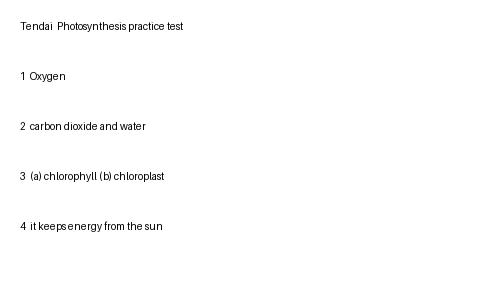 Tendai Photosynthesis practice test
1 Oxygen
2 carbon dioxide and water
3 (a) chlorophyll (b) chloroplast
4 it keeps energy from the sun